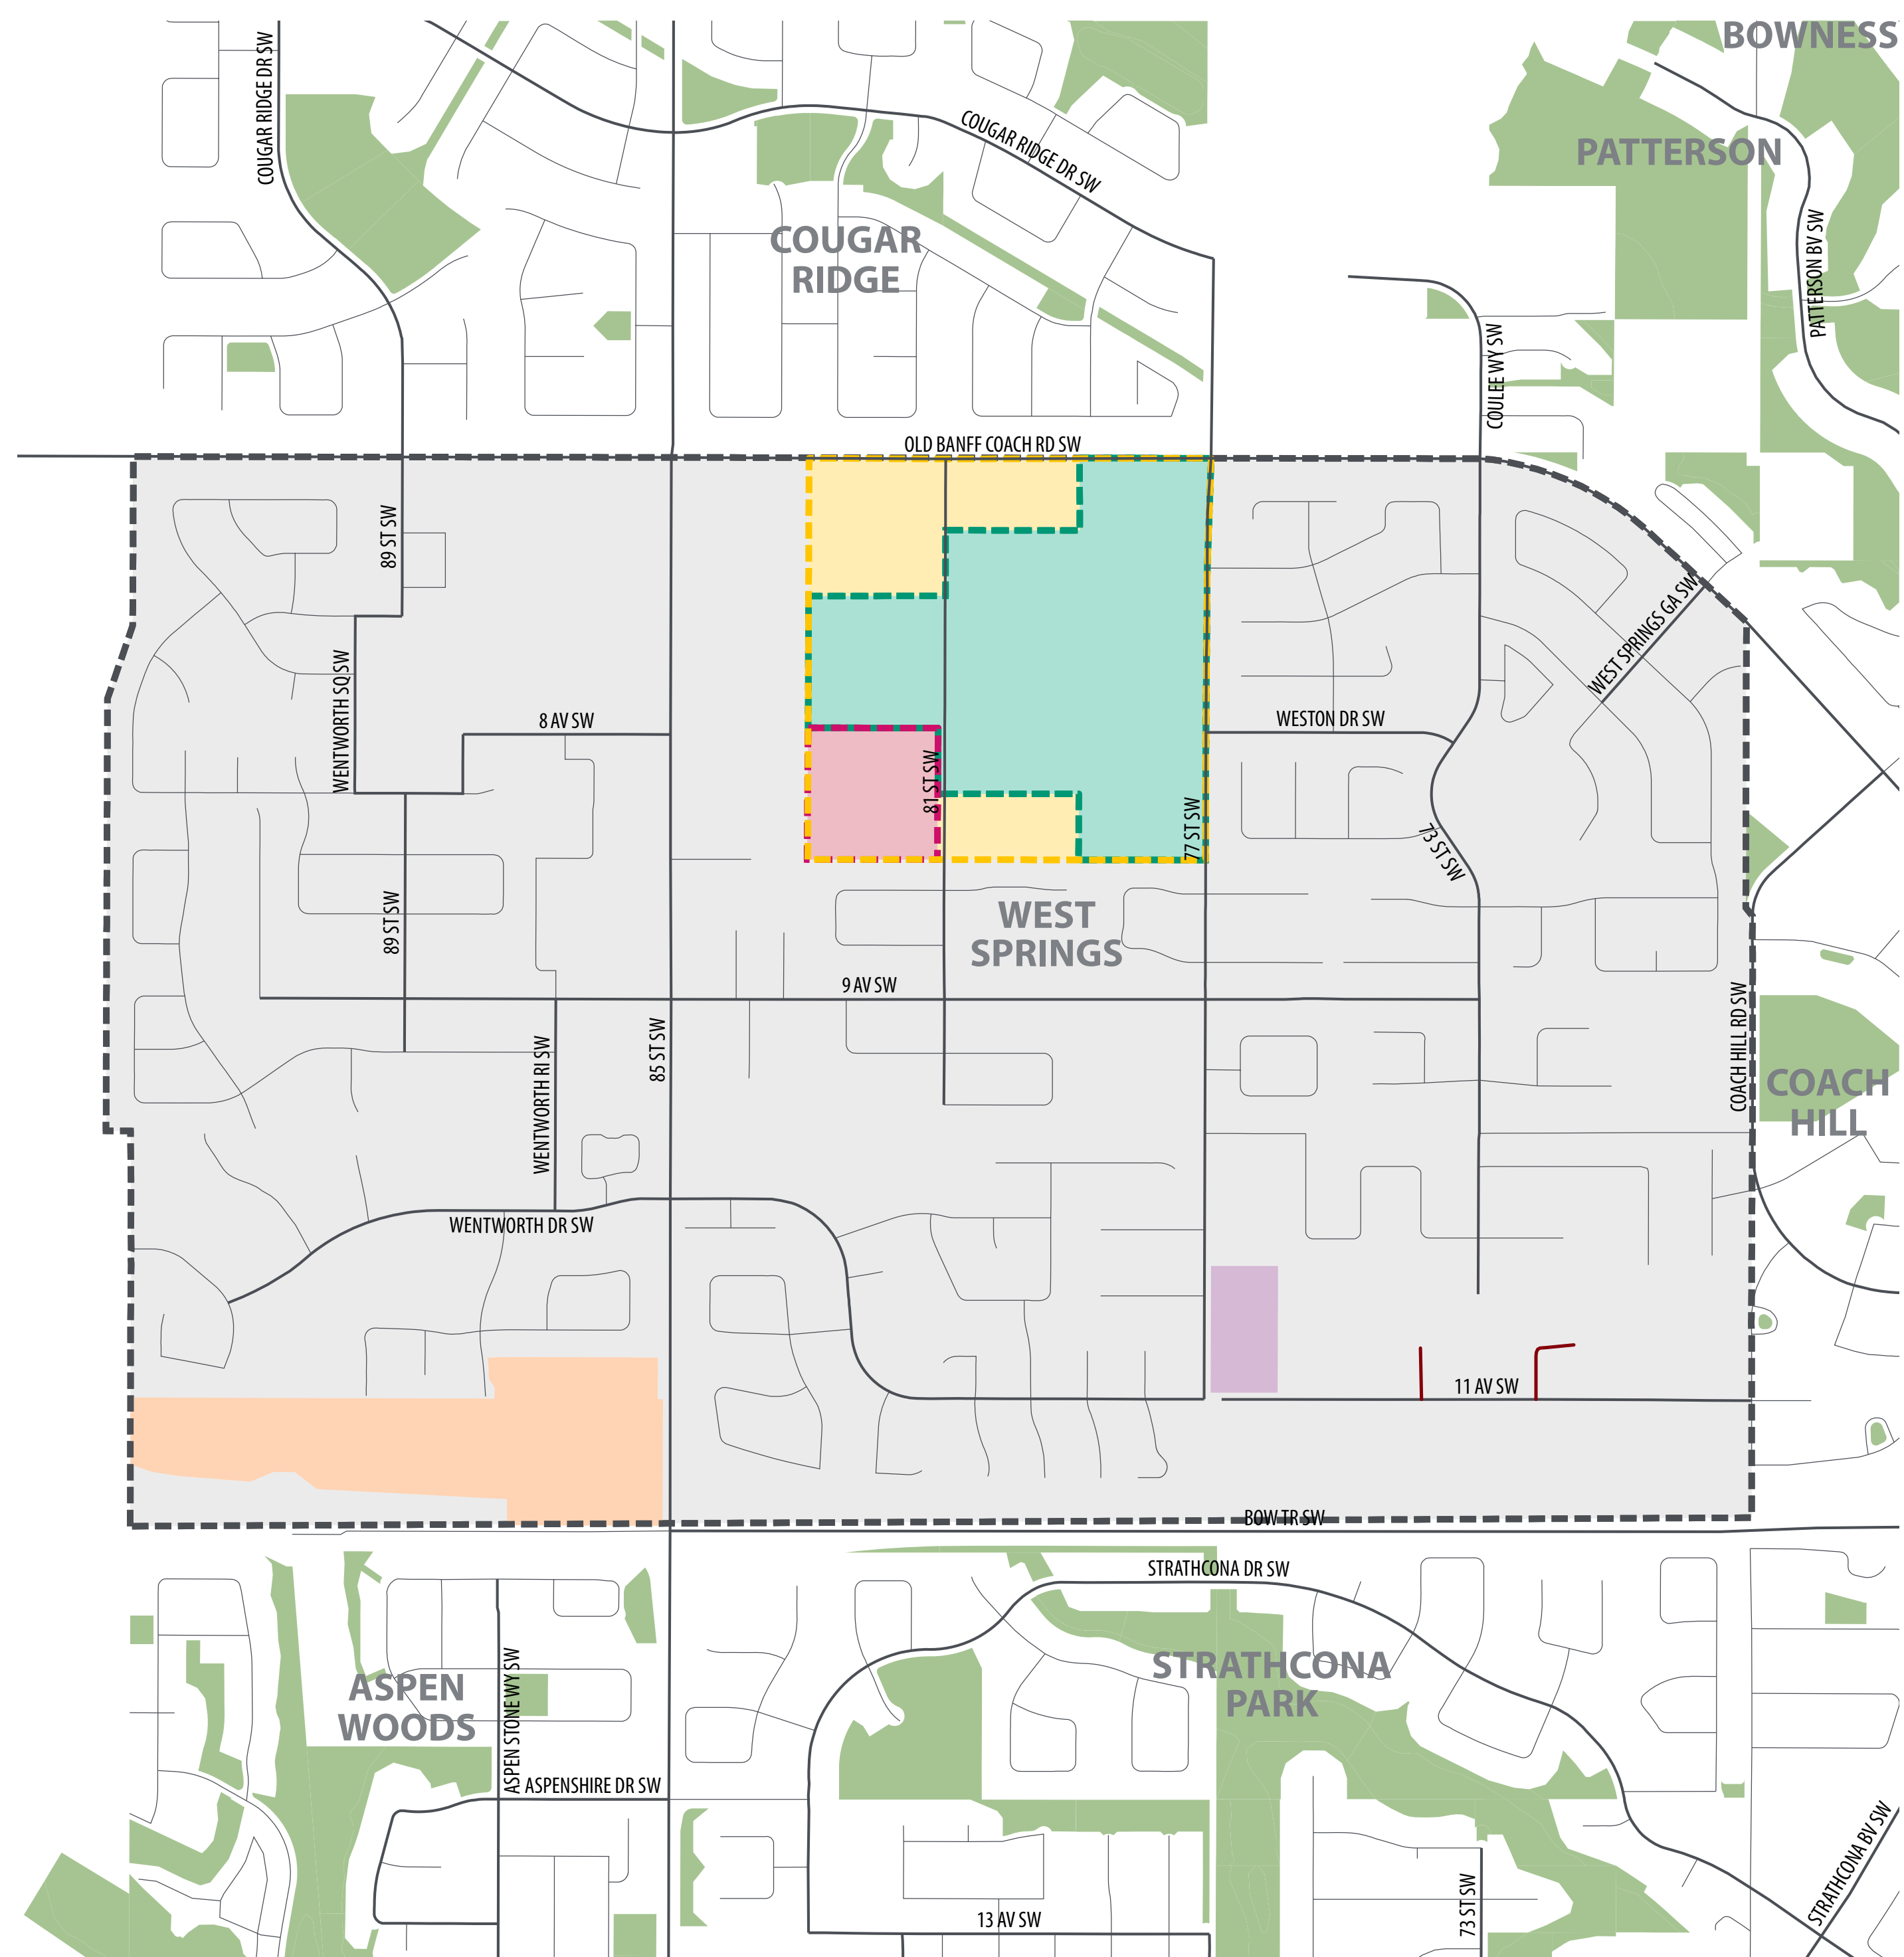 BOWNESS
COUGAR RIDGE DR SW
COUGAR RIDGE DR SW
PATTERSON
PATTERSON BV SW
COUGAR
RIDGE
COULEE WY SW
OLD BANFF COACH RD SW
89 ST SW
WEST SPRINGS GA SW
WENTWORTH SQ SW
8 AV SW
WESTON DR SW
81 ST SW
77 ST SW
73 ST SW
89 ST SW
WEST
SPRINGS
9 AV SW
85 ST SW
WENTWORTH RI SW
COACH HILL RD SW
COACH
HILL
WENTWORTH DR SW
11 AV SW
BOW TR SW
STRATHCONA DR SW
ASPEN
WOODS
ASPEN STONE WY SW
STRATHCONA
PARK
ASPENSHIRE DR SW
STRATHCONA BV SW
13 AV SW
73 ST SW